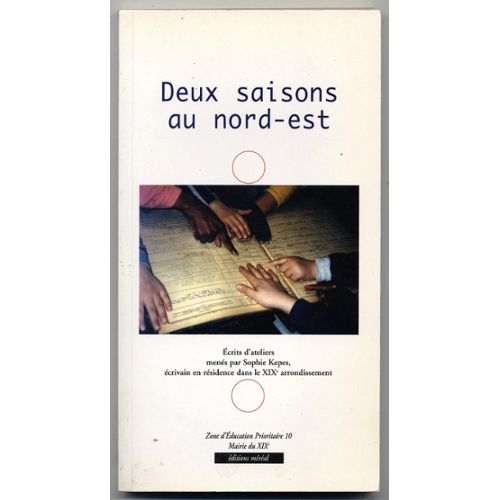 Deux saisons
au nord-est
Écrits d'ateliers
menés par Sophie Kepes,
écrivain en résidence dans le XIXe arrondissement
Zone d'Éducation Prioritaire 10
Mairie du XIXe
éditions méréal